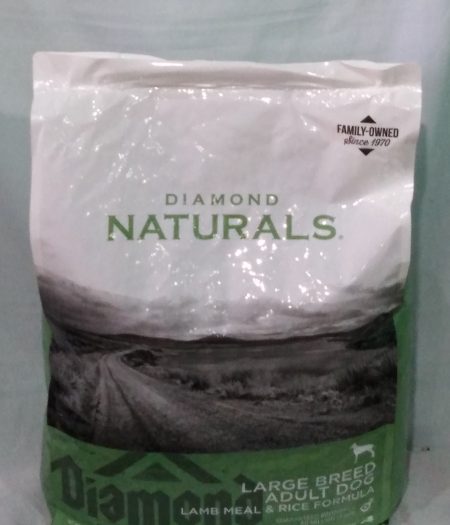 FAMILY-OWNED
Since 1970
DIAMOND
NATURALS®
LARGE BREED
ADULT DOG
LAMB MEAL & RICE FORMULA
Diamond